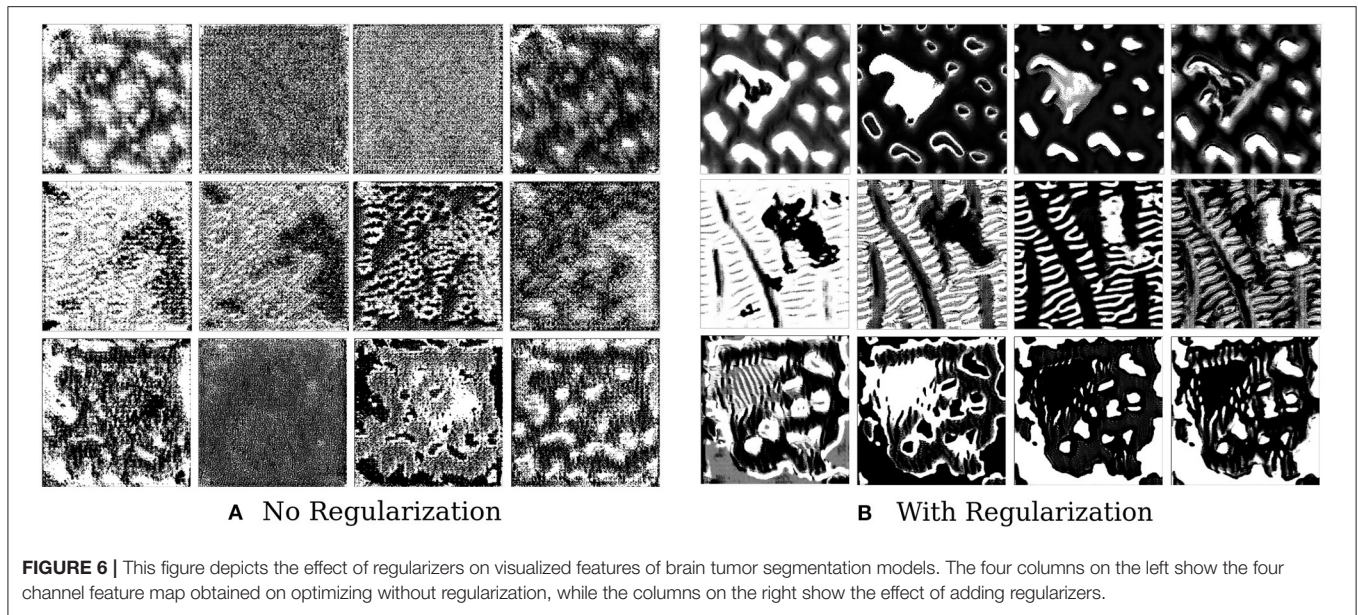 A No Regularization
B With Regularization
FIGURE 6 | This figure depicts the effect of regularizers on visualized features of brain tumor segmentation models. The four columns on the left show the four
channel feature map obtained on optimizing without regularization, while the columns on the right show the effect of adding regularizers.